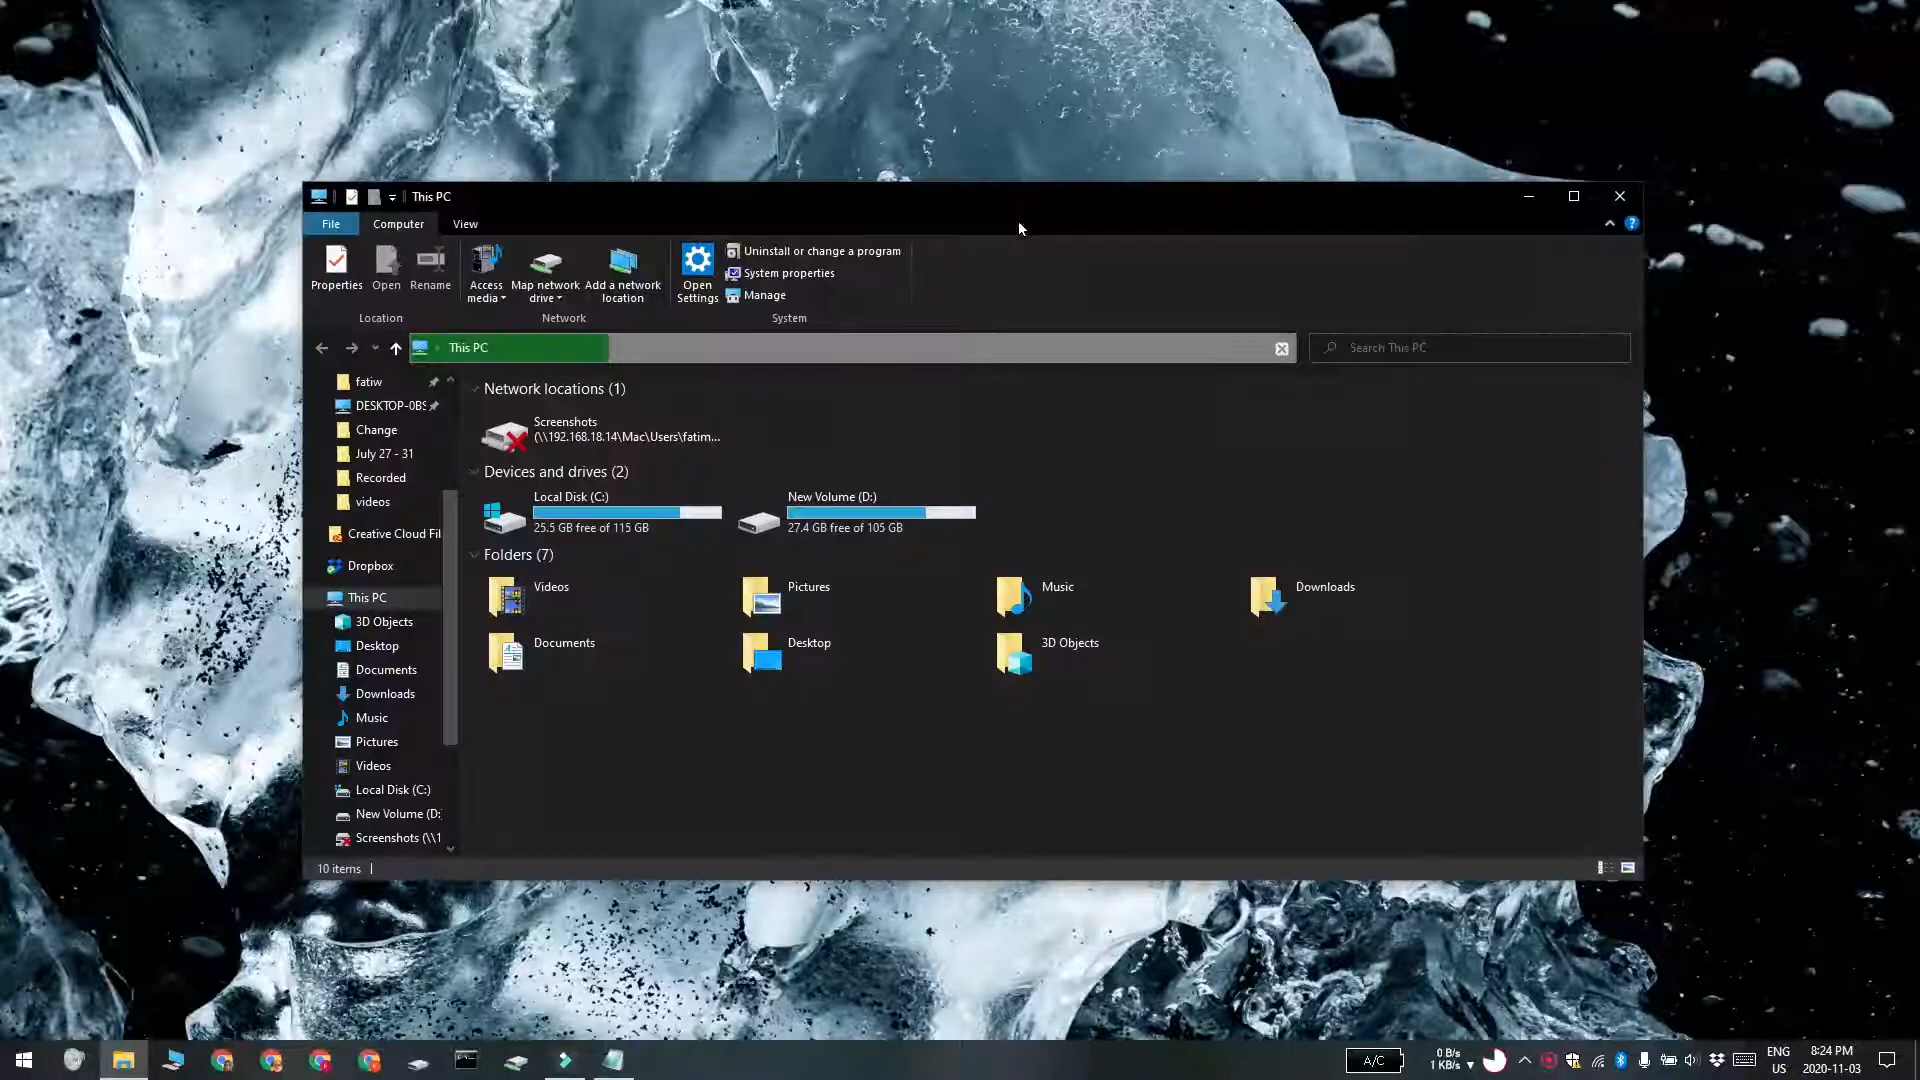 This PC
File Computer View
Properties Open Rename
Access media
Map network drive
Add a network location
Open Settings
Uninstall or change a program
System properties
Manage
Location Network System
This PC
Search This PC
fatiw
DESKTOP-0BS
Change
July 27 - 31
Recorded
videos
Creative Cloud Fil
Dropbox
This PC
3D Objects
Desktop
Documents
Downloads
Music
Pictures
Videos
Local Disk (C:)
New Volume (D:
Screenshots (\\1
Network locations (1)
Screenshots
(\\192.168.18.14\Mac\Users\fatim...
Devices and drives (2)
Local Disk (C:)
25.5 GB free of 115 GB
New Volume (D:)
27.4 GB free of 105 GB
Folders (7)
Videos Pictures Music Downloads
Documents Desktop 3D Objects
10 items
A/C
0 B/s
1 KB/s
ENG
US
8:24 PM
2020-11-03